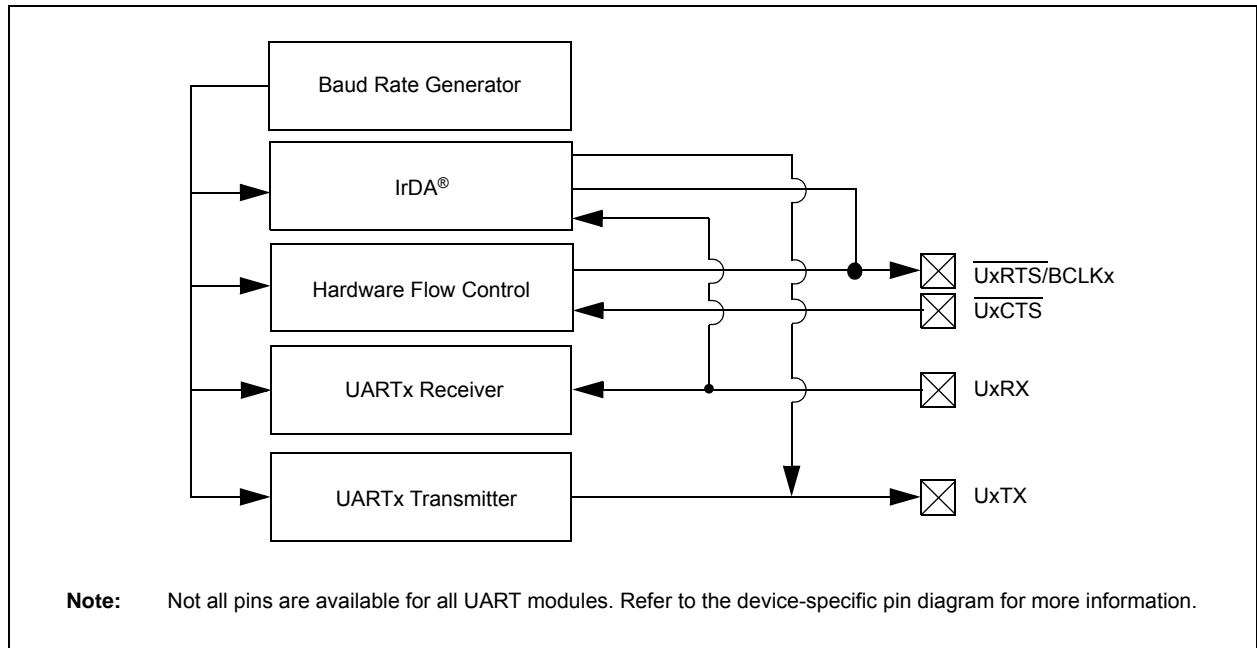 Baud Rate Generator
IrDA®
Hardware Flow Control
UxRTS/BCLKx
UxCTS
UARTx Receiver
UxRX
UARTx Transmitter
UxTX
Note: Not all pins are available for all UART modules. Refer to the device-specific pin diagram for more information.